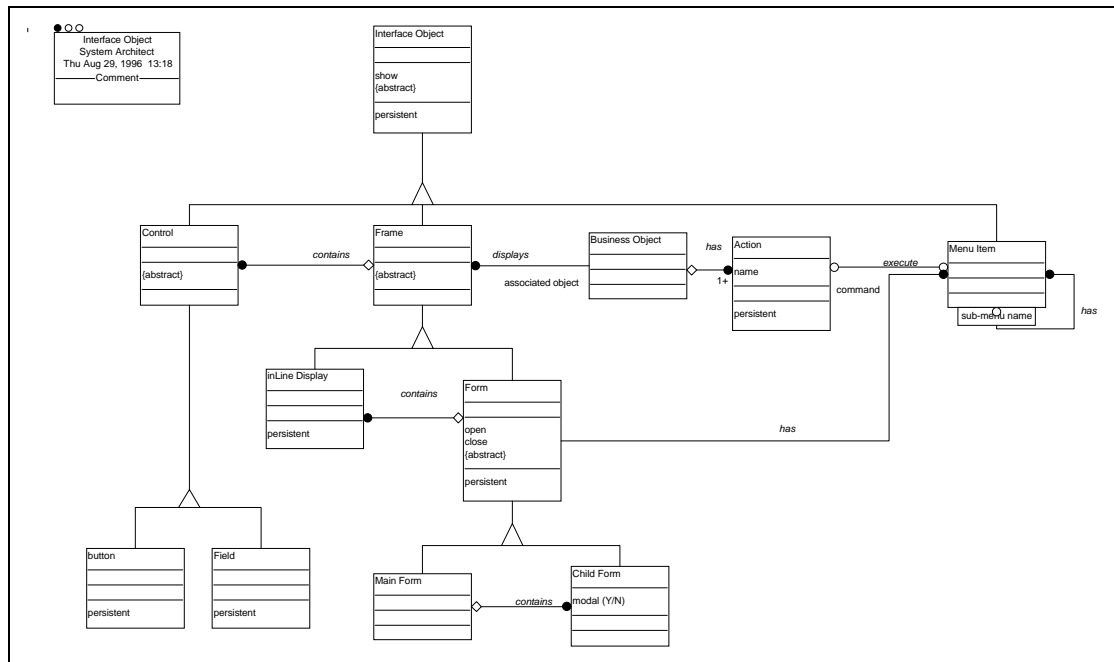 Interface Object
System Architect
Thu Aug 29, 1996 13:18
Comment
Interface Object
show
{abstract}
persistent
Control
{abstract}
contains
Frame
{abstract}
displays
associated object
Business Object
has
1+
Action
name
persistent
execute
command
Menu Item
sub-menu name
has
inLine Display
persistent
contains
Form
open
close
{abstract}
persistent
has
button
persistent
Field
persistent
Main Form
contains
Child Form
modal (Y/N)